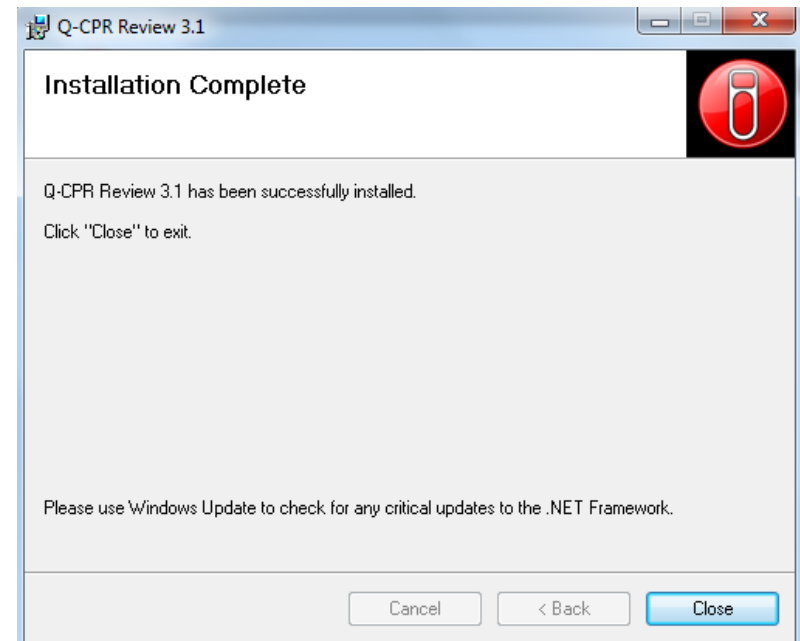 Q-CPR Review 3.1
Installation Complete
Q-CPR Review 3.1 has been successfully installed.
Click "Close" to exit.
Please use Windows Update to check for any critical updates to the .NET Framework.
Cancel
< Back
Close